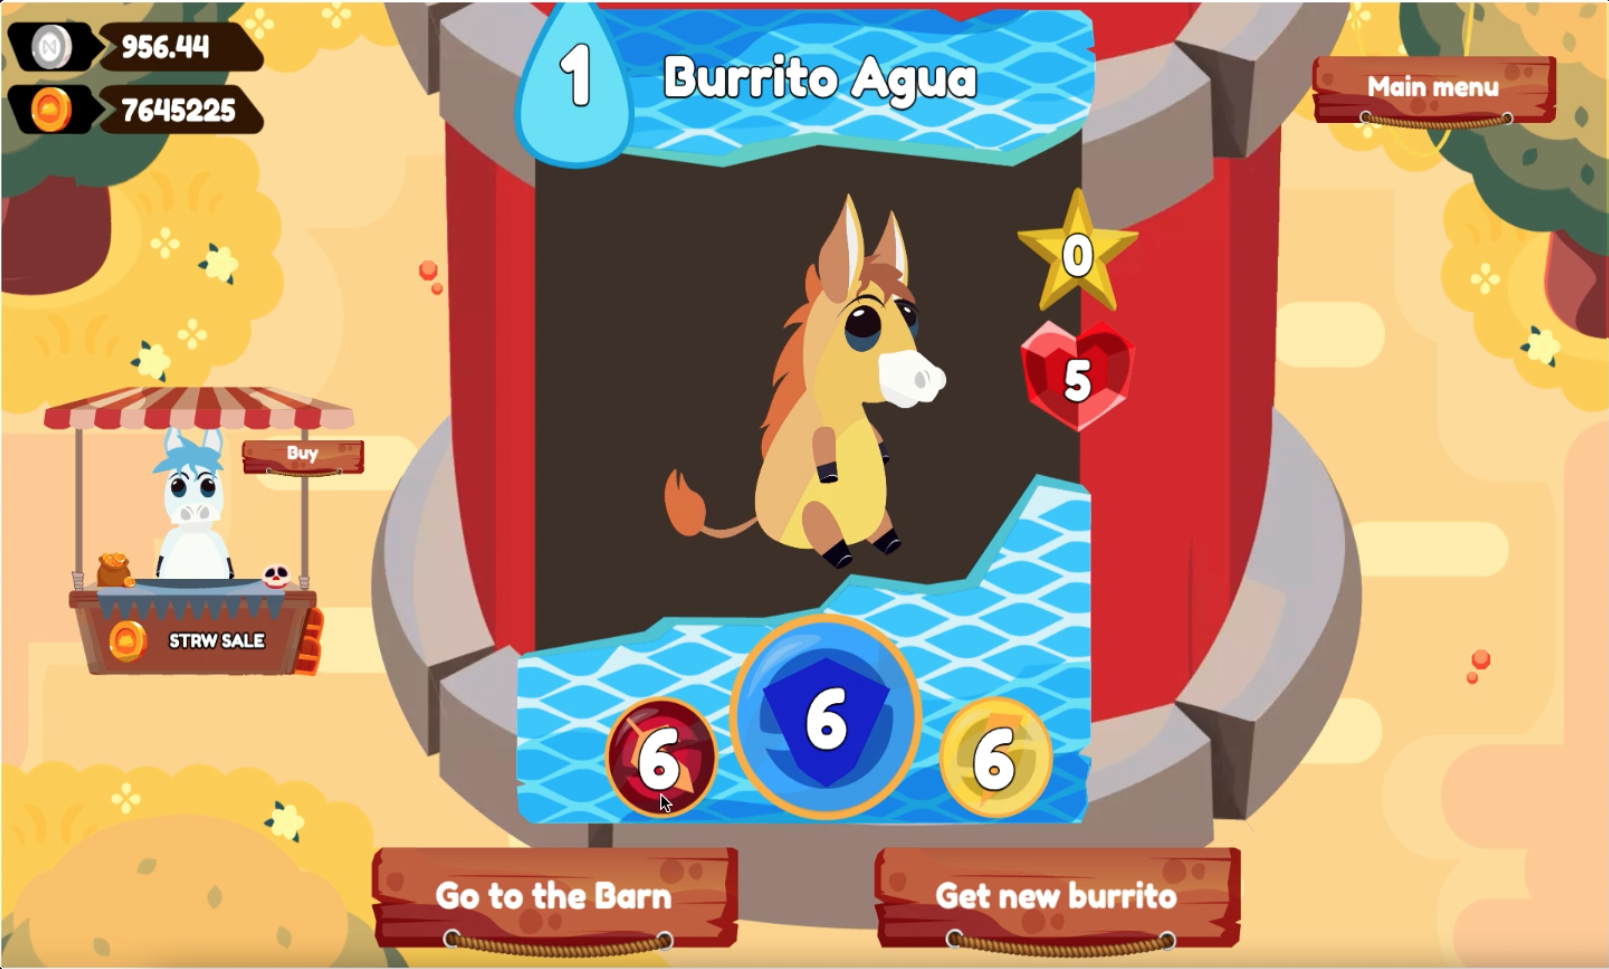 956.44
7645225
1
Burrito Agua
Main menu
0
5
Buy
STRW SALE
6
6
6
Go to the Barn
Get new burrito